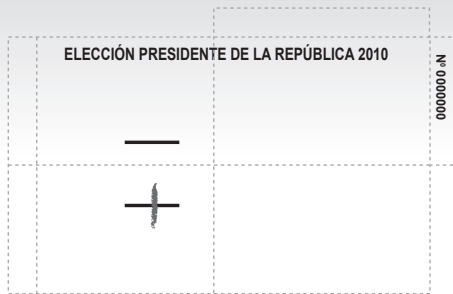 ELECCIÓN PRESIDENTE DE LA REPÚBLICA 2010
Nº 0000000